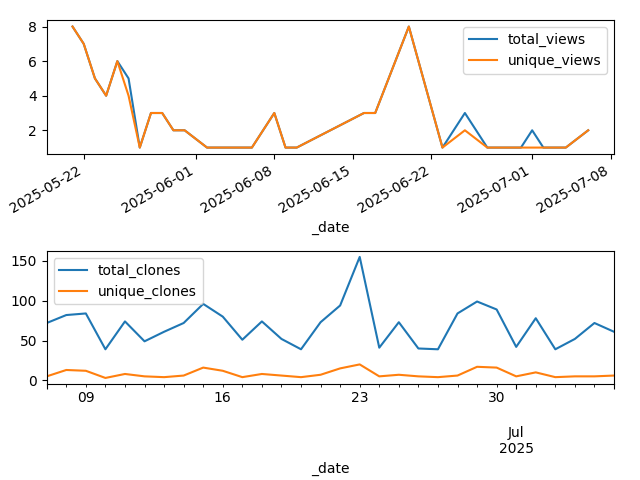 8
6
4
2
total_views
unique_views
2025-05-22
2025-06-01
2025-06-08
2025-06-15
2025-06-22
2025-07-01
2025-07-08
_date
150
100
50
0
total_clones
unique_clones
09
16
23
30
Jul
2025
_date